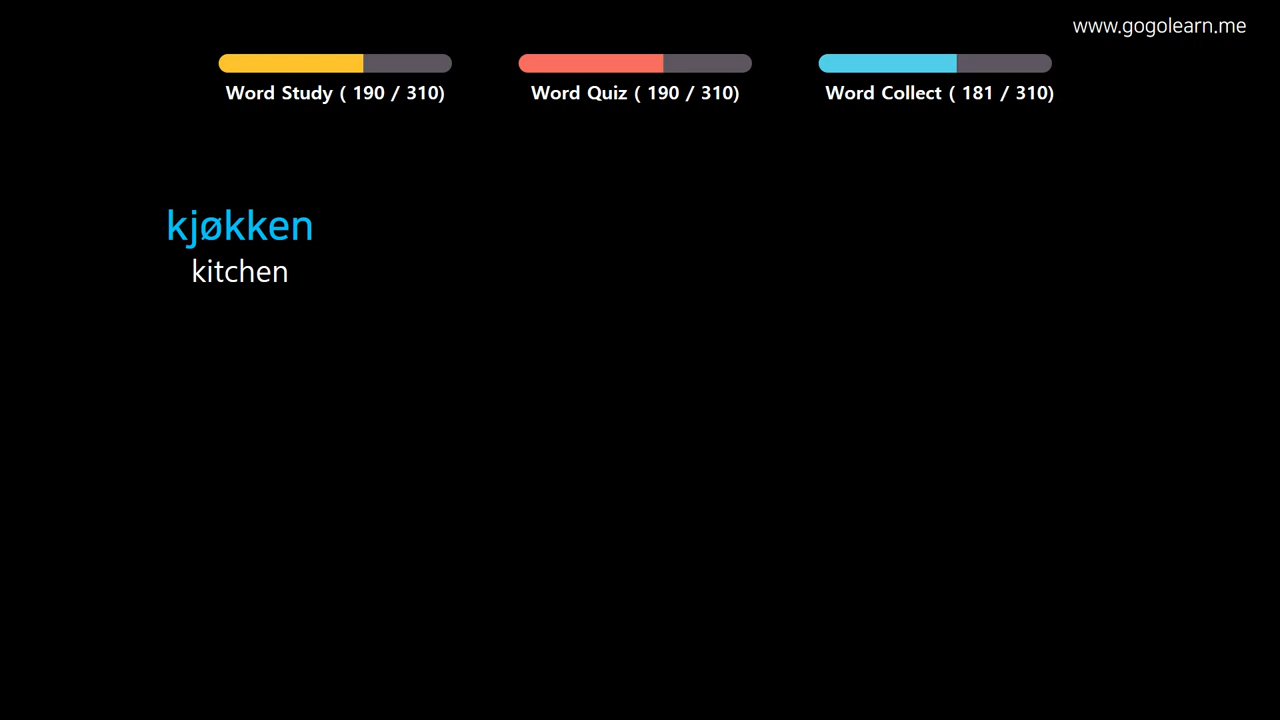 www.gogolearn.me
Word Study ( 190 / 310)
Word Quiz ( 190 / 310)
Word Collect ( 181 / 310)
kjøkken
kitchen